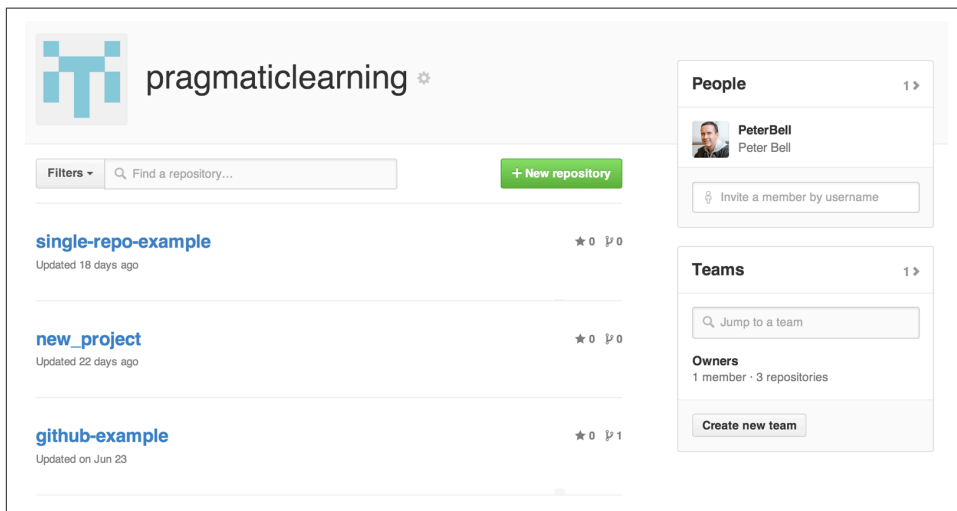 pragmaticlearning
Filters
Find a repository...
+ New repository
single-repo-example
0 0
Updated 18 days ago
new_project
0 0
Updated 22 days ago
github-example
0 1
Updated on Jun 23
People 1
PeterBell
Peter Bell
Invite a member by username
Teams 1
Jump to a team
Owners
1 member · 3 repositories
Create new team